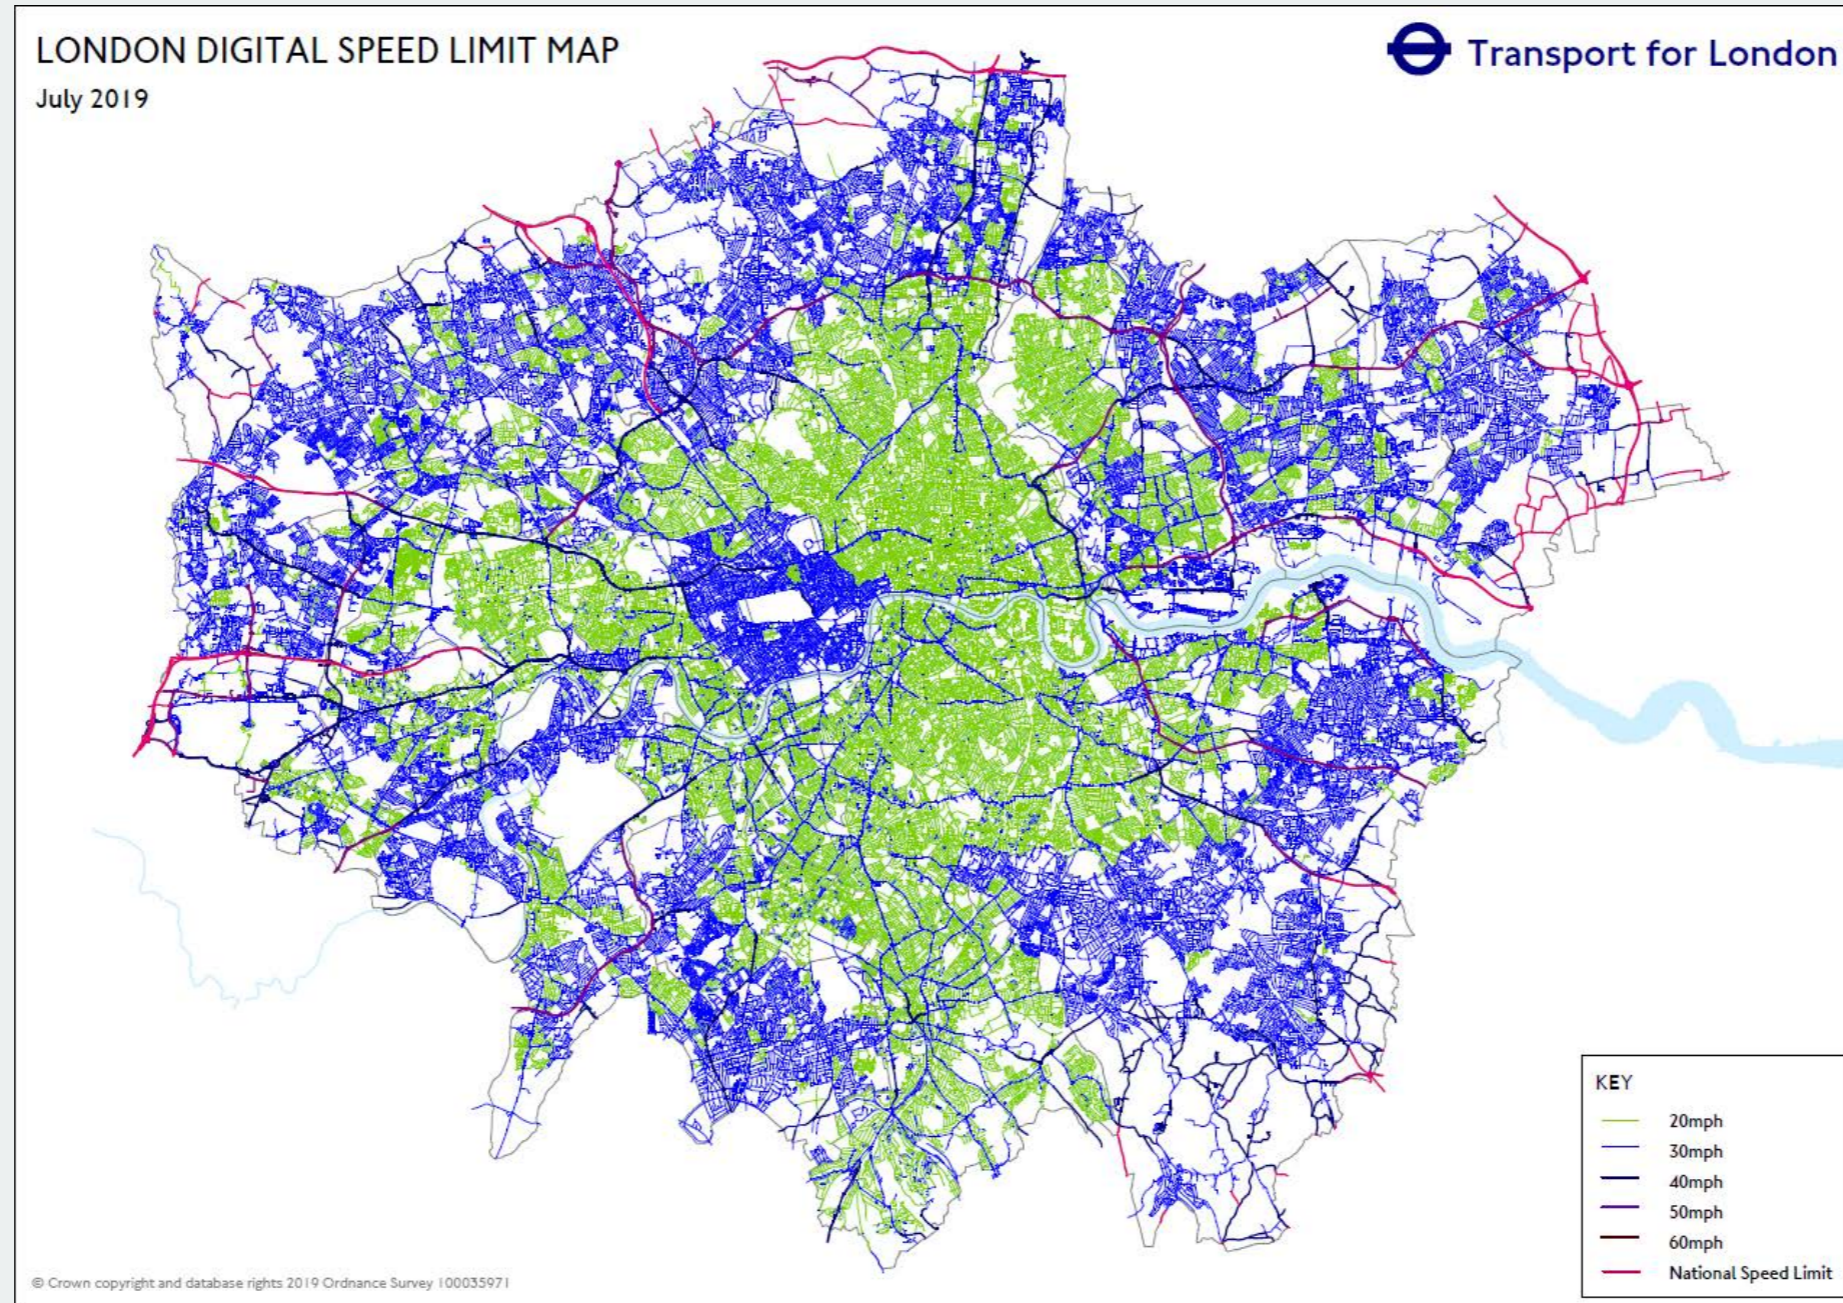 LONDON DIGITAL SPEED LIMIT MAP
July 2019
Transport for London
KEY
20mph
30mph
40mph
50mph
60mph
National Speed Limit
© Crown copyright and database rights 2019 Ordnance Survey 100035971